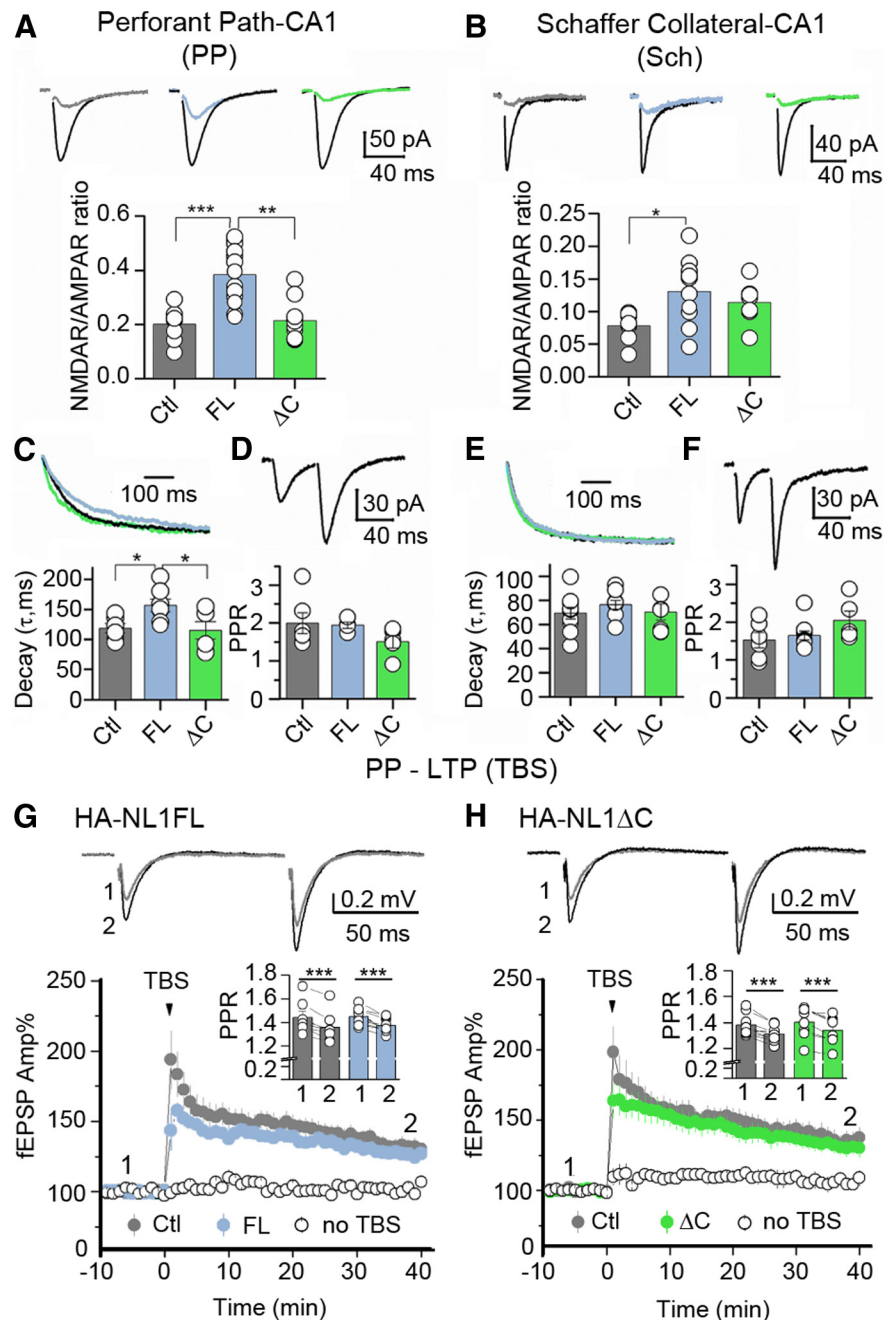 A
Perforant Path-CA1
(PP)
50 pA
40 ms
NMDAR/AMPAR ratio
0.6
0.4
0.2
0.0
***
**
Ctl
FL
ΔC
B
Schaffer Collateral-CA1
(Sch)
40 pA
40 ms
NMDAR/AMPAR ratio
0.25
0.20
0.15
0.10
0.05
0.00
*
Ctl
FL
ΔC
C
100 ms
Decay (τ,ms)
200
150
100
50
0
*
*
Ctl
FL
ΔC
D
30 pA
40 ms
PPR
3
2
1
0
Ctl
FL
ΔC
E
100 ms
Decay (τ,ms)
100
80
60
40
20
0
Ctl
FL
ΔC
F
30 pA
40 ms
PPR
3
2
1
0
Ctl
FL
ΔC
PP - LTP (TBS)
G
HA-NL1FL
1
2
0.2 mV
50 ms
fEPSP Amp%
250
200
150
100
0
TBS
1
2
PPR
1.8
1.6
1.4
1.2
0.2
***
***
1 2 1 2
Ctl
FL
no TBS
-10 0 10 20 30 40
Time (min)
H
HA-NL1ΔC
1
2
0.2 mV
50 ms
fEPSP Amp%
250
200
150
100
0
TBS
1
2
PPR
1.8
1.6
1.4
1.2
0.2
***
***
1 2 1 2
Ctl
ΔC
no TBS
-10 0 10 20 30 40
Time (min)